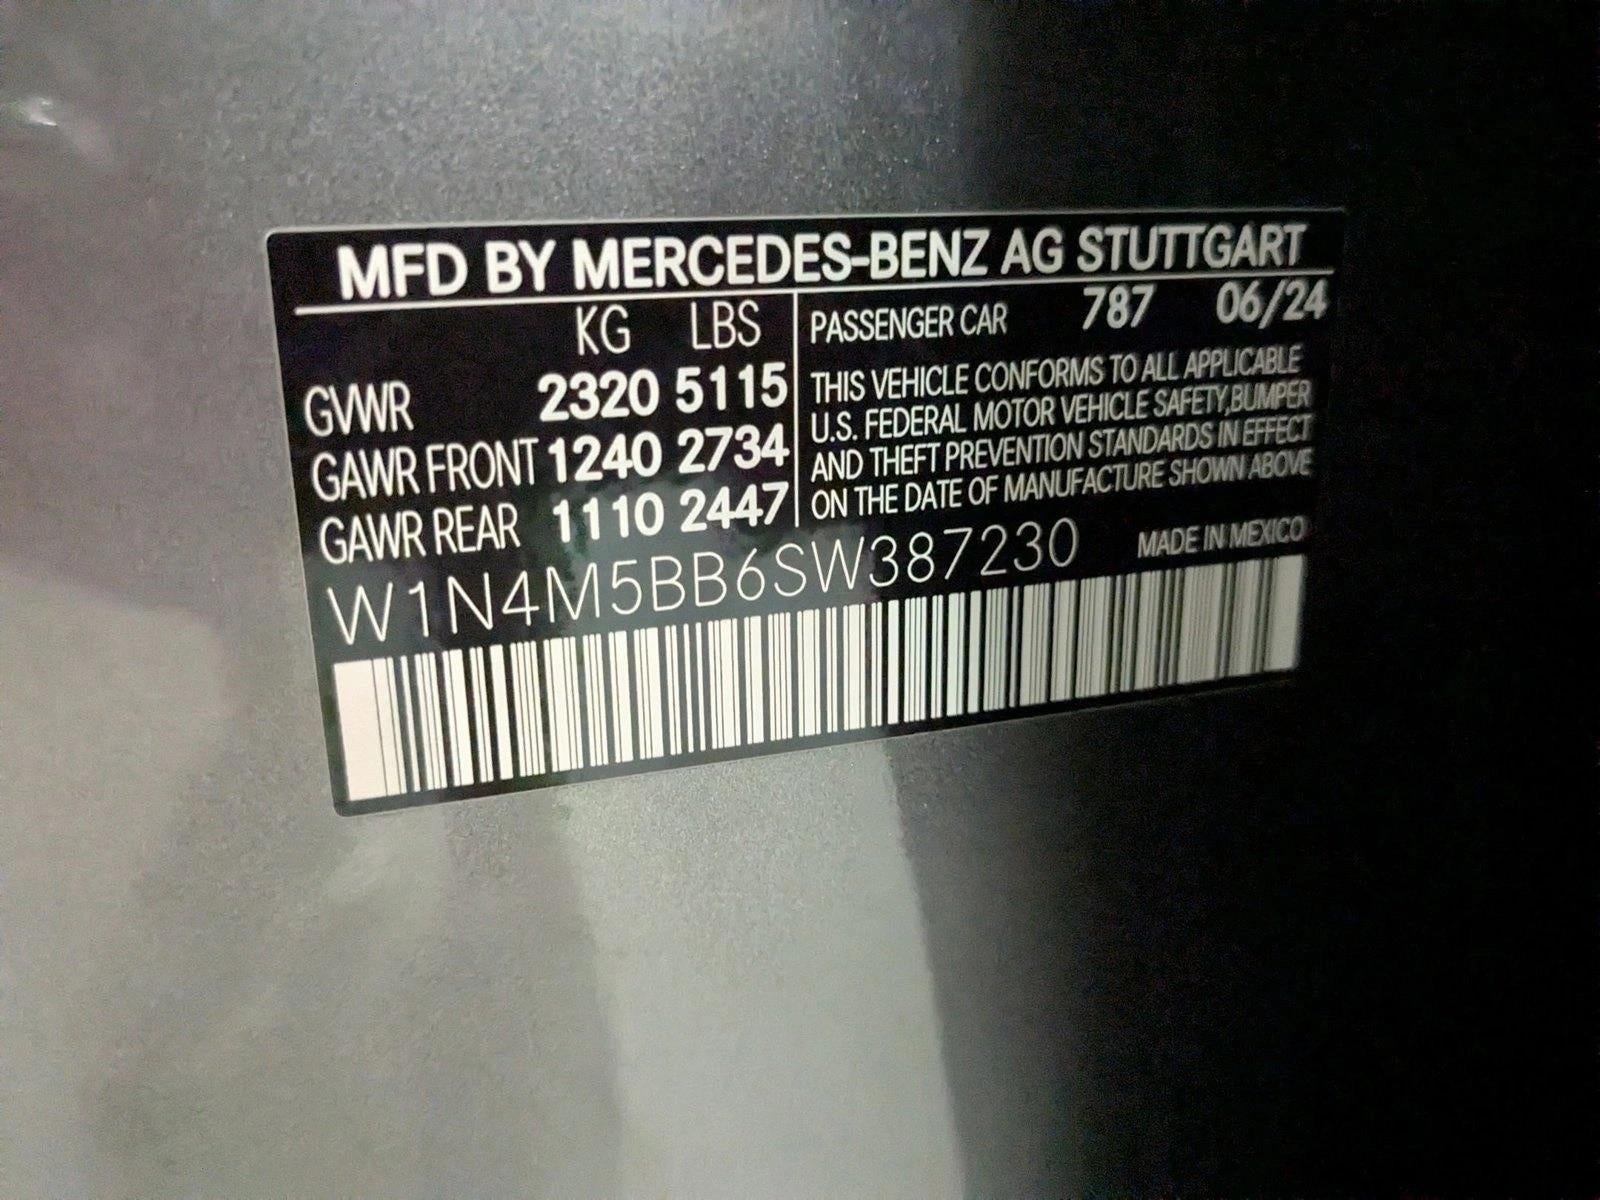 MFD BY MERCEDES-BENZ AG STUTTGART
KG LBS
GVWR 2320 5115
GAWR FRONT 1240 2734
GAWR REAR 1110 2447
PASSENGER CAR 787 06/24
THIS VEHICLE CONFORMS TO ALL APPLICABLE
U.S. FEDERAL MOTOR VEHICLE SAFETY,BUMPER
AND THEFT PREVENTION STANDARDS IN EFFECT
ON THE DATE OF MANUFACTURE SHOWN ABOVE
W1N4M5BB6SW387230 MADE IN MEXICO